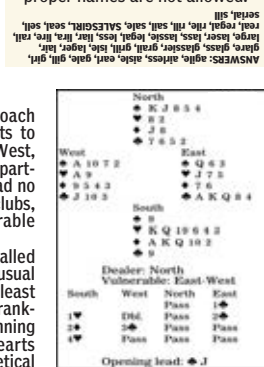 proper names are not allowed.
ANSWERS: agile, airless, aisle, earl, gale, gill, girl,
glare, glass, glassier, grail, grill, isle, lager, lair,
large, laser, lass, lassie, legal, less, liar, lira, lire, rail,
real, regal, rile, rill, sail, sale, SALESGIRL, seal, sell,
serial, sill
oach
ts to
West,
part-
ad no
lubs,
rable
alled
usual
least
rank-
nning
earts
etical
North
♠ K J 8 5 4
♥ 8 2
♦ J 8
♣ 7 6 5 2
West East
♠ A 10 7 2 ♠ Q 6 3
♥ A 9 ♥ J 7 5
♦ 9 5 4 3 ♦ 7 6
♣ J 10 3 ♣ A K Q 8 4
South
♠ 9
♥ K Q 10 6 4 3
♦ A K Q 10 2
♣ 9
Dealer: North
Vulnerable: East-West
South West North East
Pass 1♣
1♥ Dbl. Pass 2♣
2♦ 3♣ Pass Pass
4♥ Pass Pass Pass
Opening lead: ♣ J